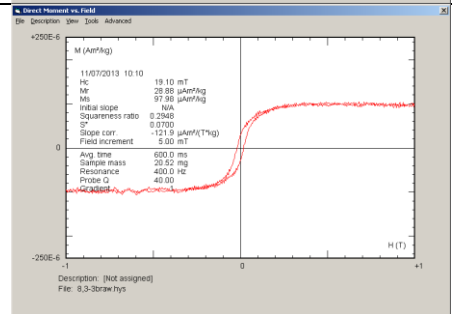 Direct Moment vs. Field
File Description View Tools Advanced
+250E-6
M (Am²/kg)
11/07/2013 10:10
Hc 19.10 mT
Mr 28.88 µAm²/kg
Ms 97.98 µAm²/kg
Initial slope N/A
Squareness ratio 0.2948
S* 0.0700
Slope corr. -121.9 µAm²/(T*kg)
Field increment 5.00 mT
0
Avg. time 600.0 ms
Sample mass 20.52 mg
Resonance 400.0 Hz
Probe Q 40.00
Gradient 1
H (T)
-250E-6
-1 0 +1
Description: [Not assigned]
File: 8,3-3braw.hys